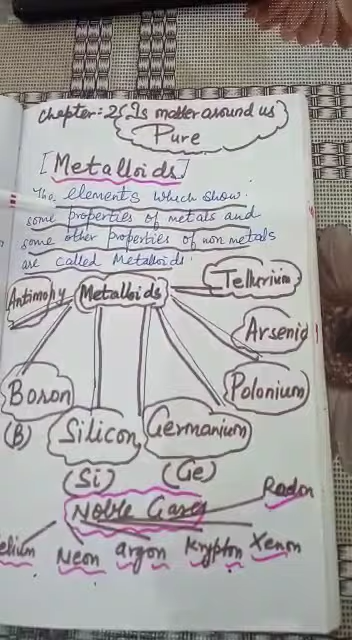 Chapter: 2 Is matter around us
Pure
[Metalloids]
The elements which show
some properties of metals and
some other properties of non metals
are called Metalloids.
Tellurium
Antimony Metalloids
Arsenic
Polonium
Boron
(B)
Silicon
(Si)
Germanium
(Ge)
Noble Gases
Radon
elium Neon argon Krypton Xenon